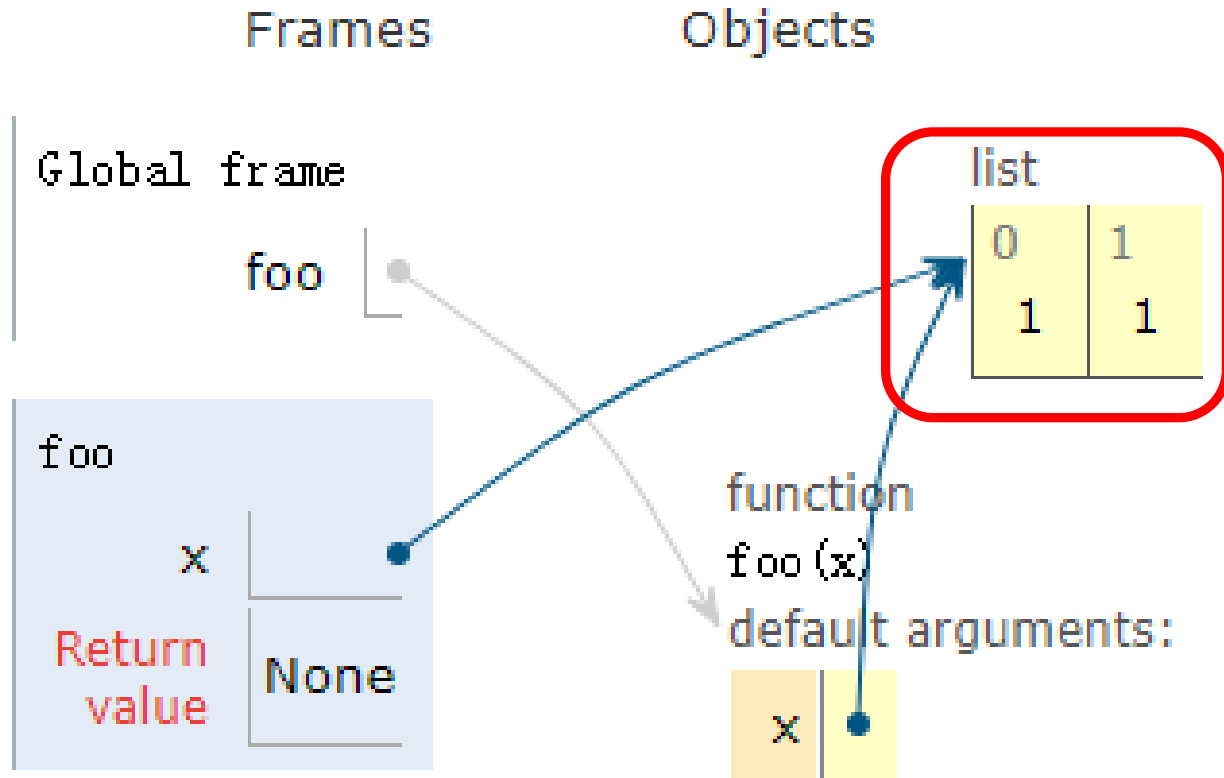 Frames Objects
Global frame
foo
list
0 1
1 1
foo
x
Return
value
None
function
foo(x)
default arguments:
x